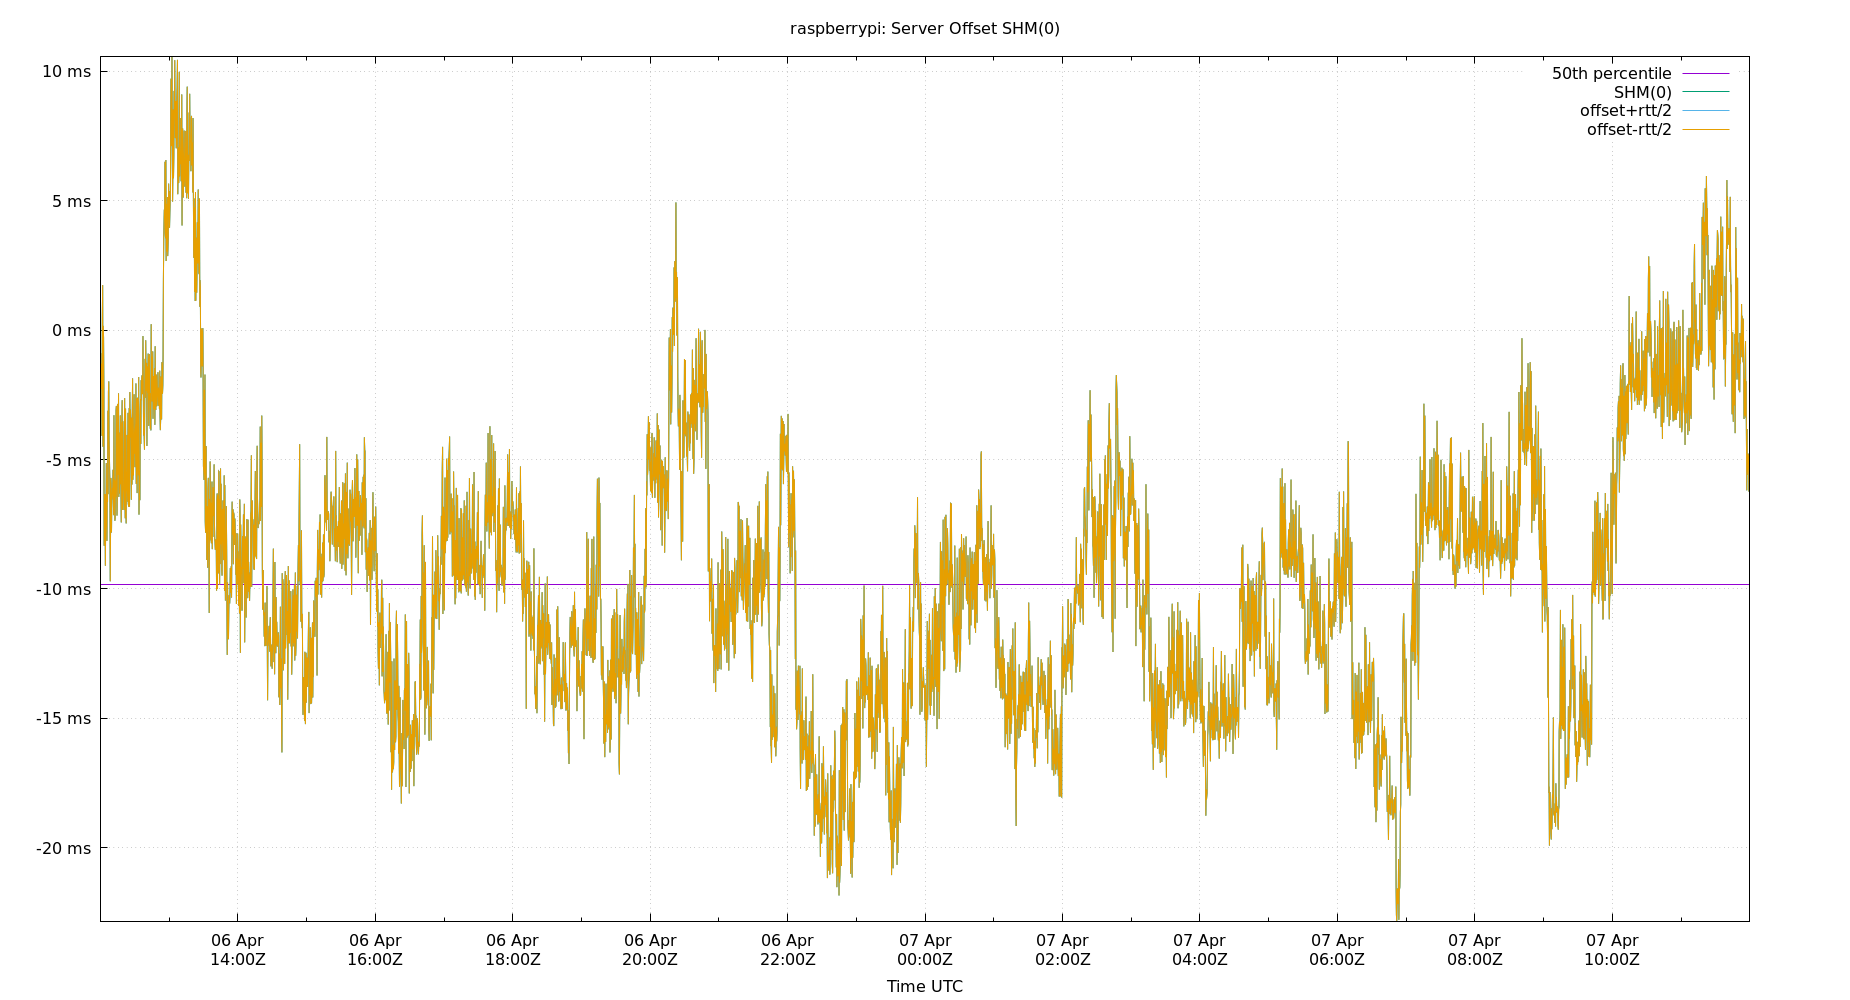 raspberrypi: Server Offset SHM(0)
10 ms
5 ms
0 ms
-5 ms
-10 ms
-15 ms
-20 ms
50th percentile
SHM(0)
offset+rtt/2
offset-rtt/2
06 Apr
14:00Z
06 Apr
16:00Z
06 Apr
18:00Z
06 Apr
20:00Z
06 Apr
22:00Z
07 Apr
00:00Z
07 Apr
02:00Z
07 Apr
04:00Z
07 Apr
06:00Z
07 Apr
08:00Z
07 Apr
10:00Z
Time UTC